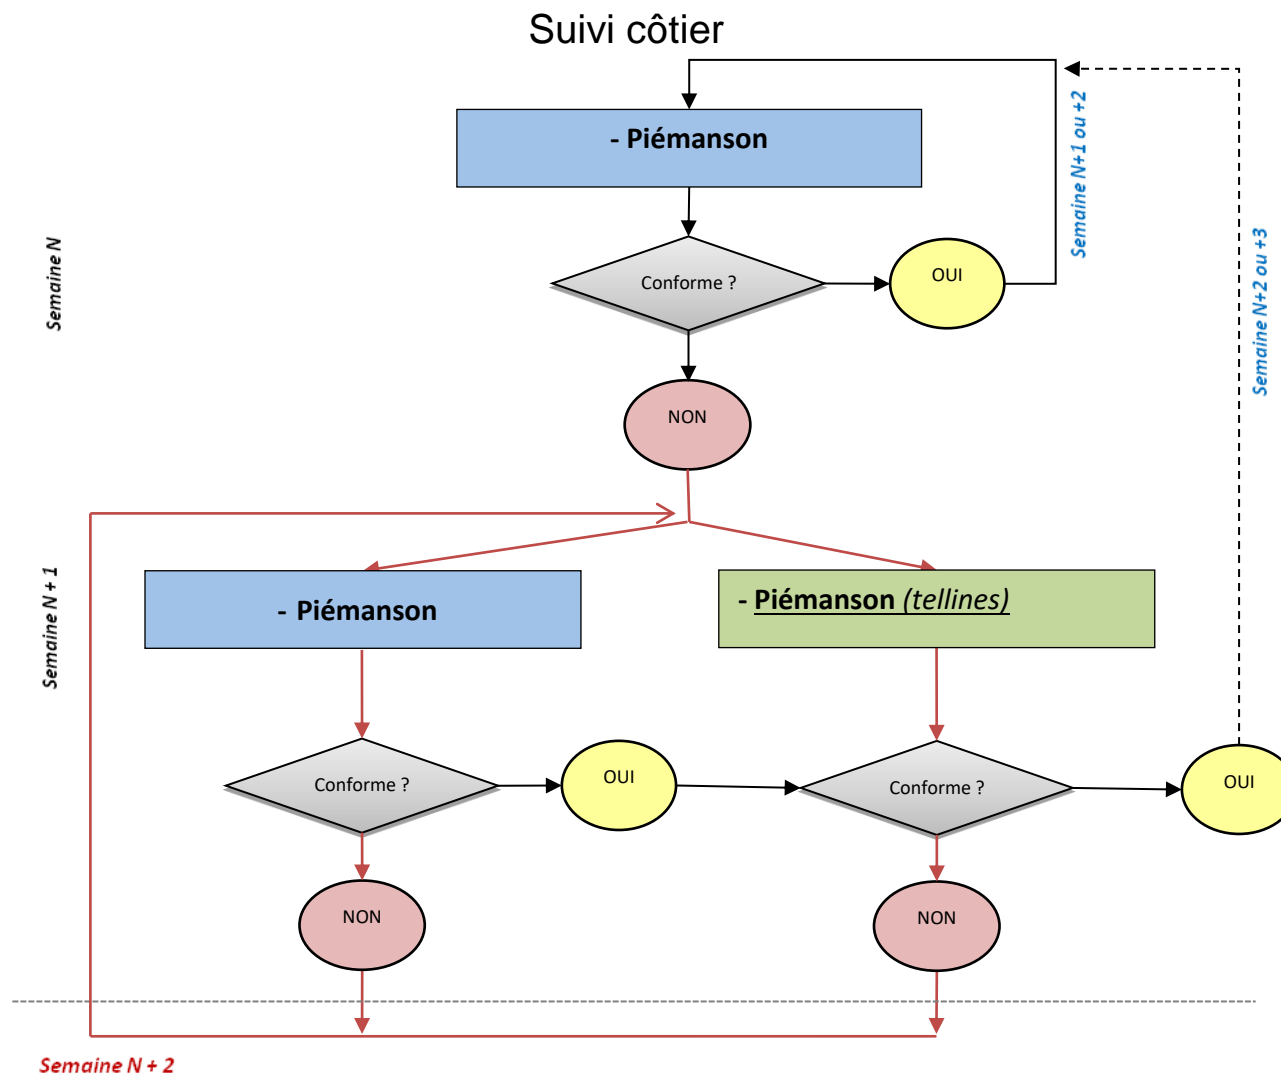 Suivi côtier
- Piémanson
Semaine N+1 ou +2
Semaine N+2 ou +3
Semaine N
Conforme ?
OUI
NON
Semaine N + 1
- Piémanson
- Piémanson (tellines)
Conforme ?
OUI
Conforme ?
OUI
NON
NON
Semaine N + 2